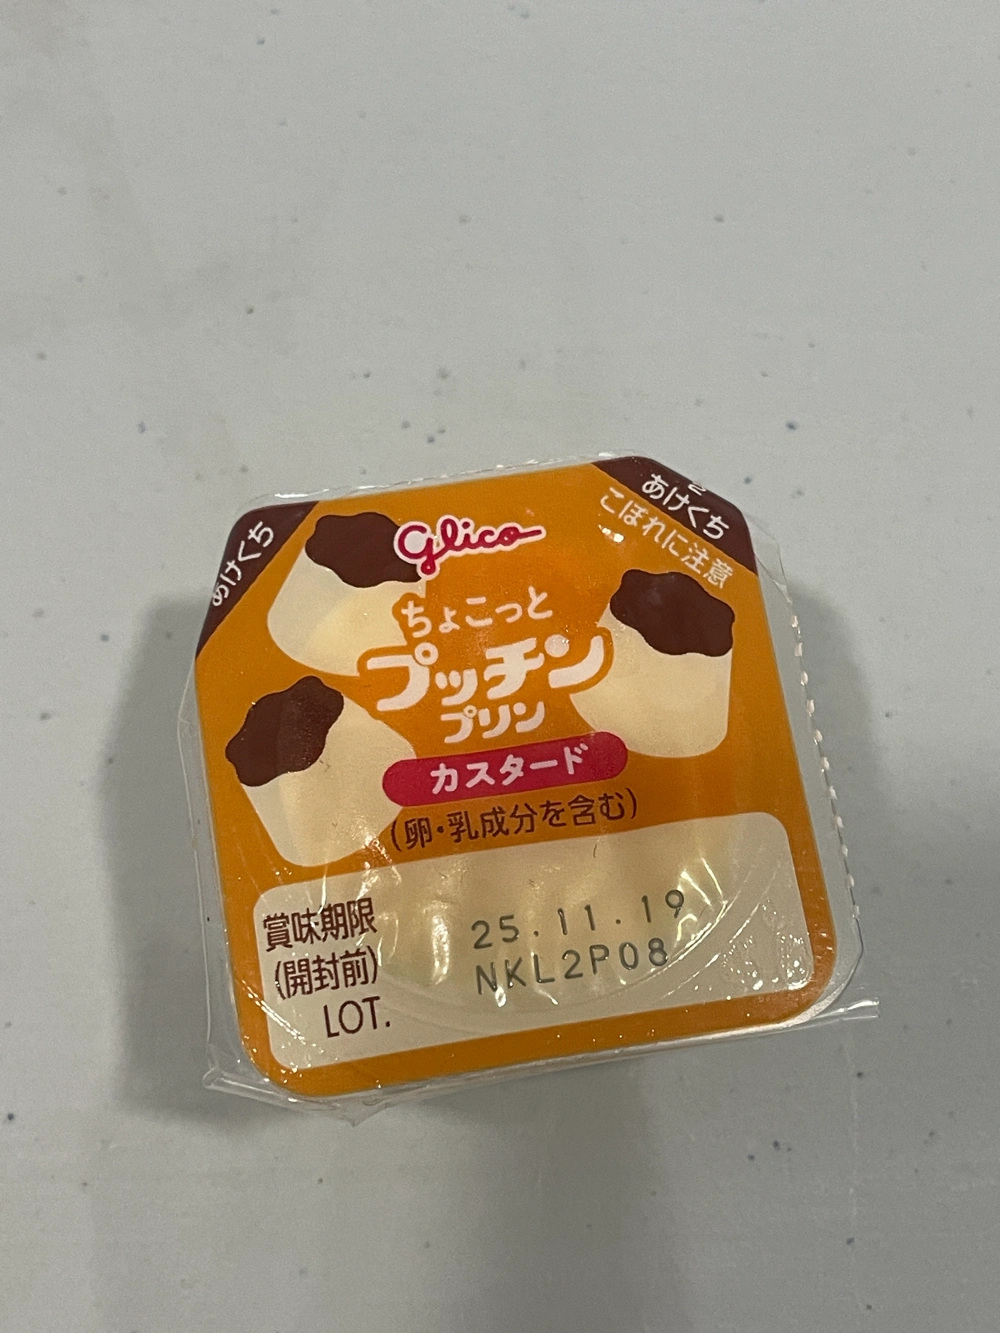 あけくち
Glico
あけくち
こぼれに注意
ちょこっと
プッチン
プリン
カスタード
(卵・乳成分を含む)
賞味期限
(開封前)
LOT.
25.11.19
NKL2P08